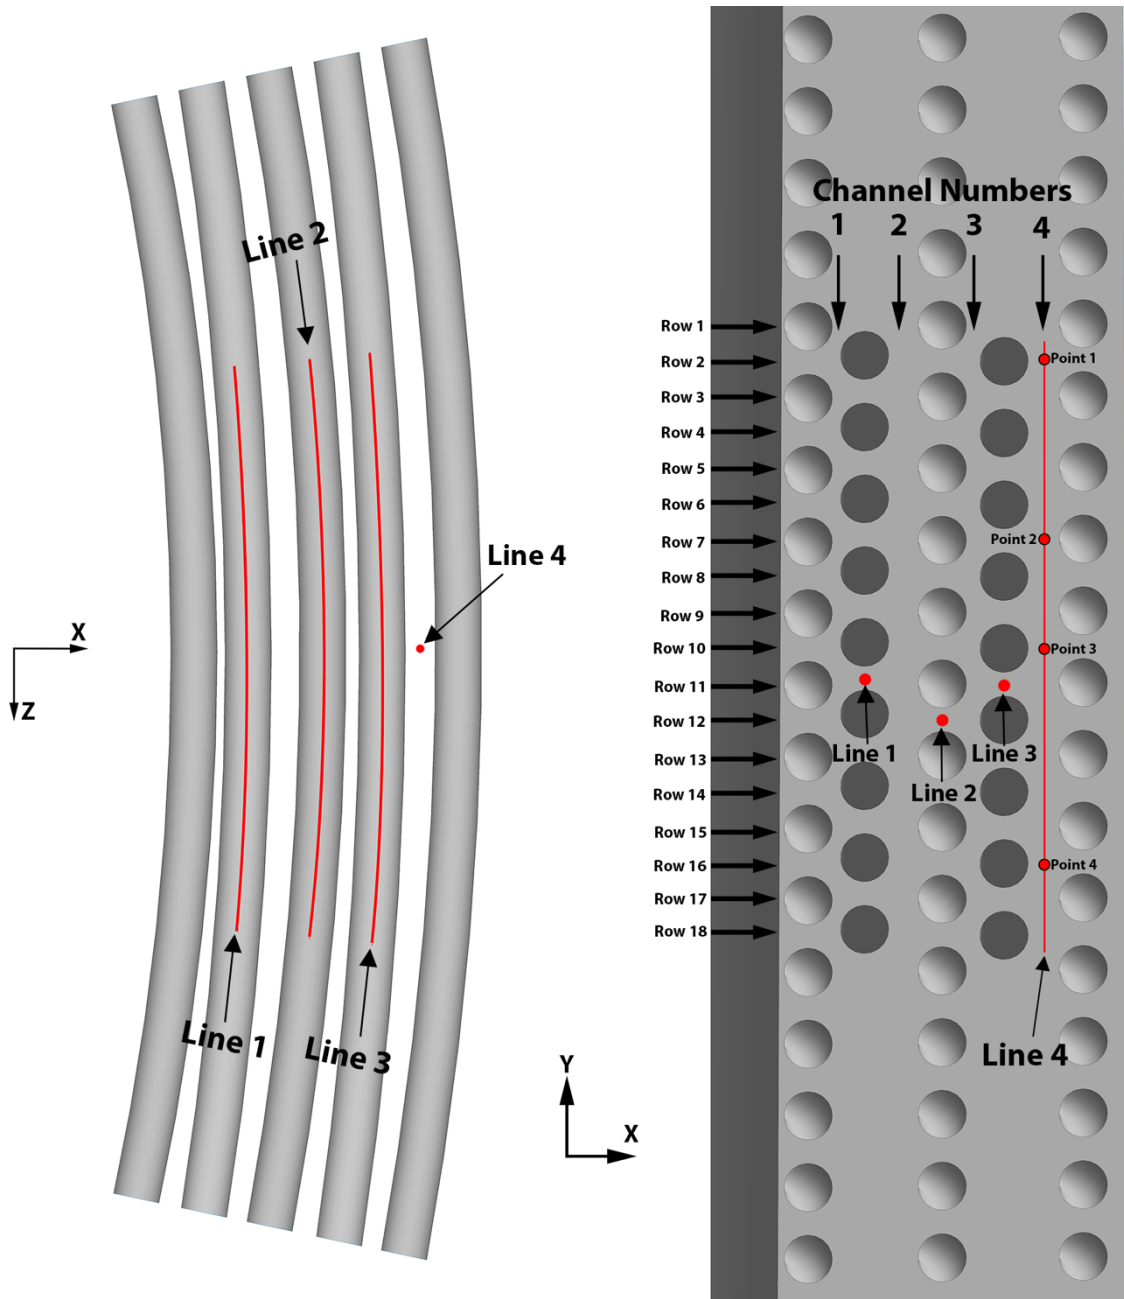 Line 2
Line 4
X
Z
Line 1
Line 3
Y
X
Channel Numbers
1 2 3 4
Row 1
Row 2
Row 3
Row 4
Row 5
Row 6
Row 7
Row 8
Row 9
Row 10
Row 11
Row 12
Row 13
Row 14
Row 15
Row 16
Row 17
Row 18
Point 1
Point 2
Point 3
Line 1
Line 3
Line 2
Point 4
Line 4